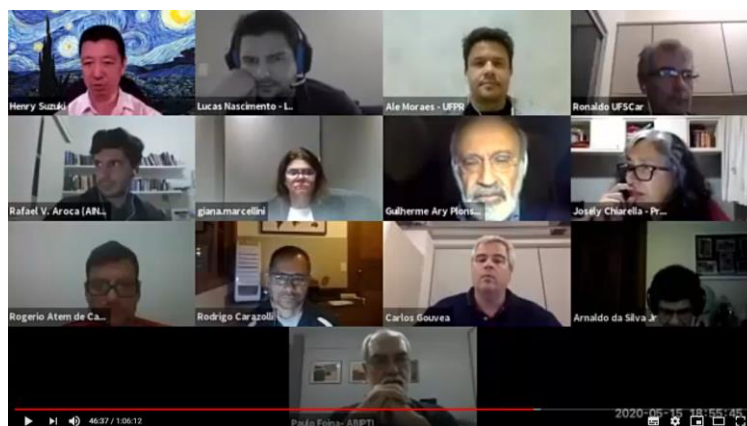 Henry Suzuki
Lucas Nascimento - L...
Ale Moraes - UFPR
Ronaldo UFSCar
Rafael V. Aroca (AIN...
giana.marcellini
Guilherme Ary Plons...
Josely Chiarella - Pr...
Rogerio Atem de Ca...
Rodrigo Carazolli
Carlos Gouvea
Arnaldo da Silva Jr
Paulo Foina- ABIPTI
2020-05-15 18:55:45
46:37 / 1:06:12